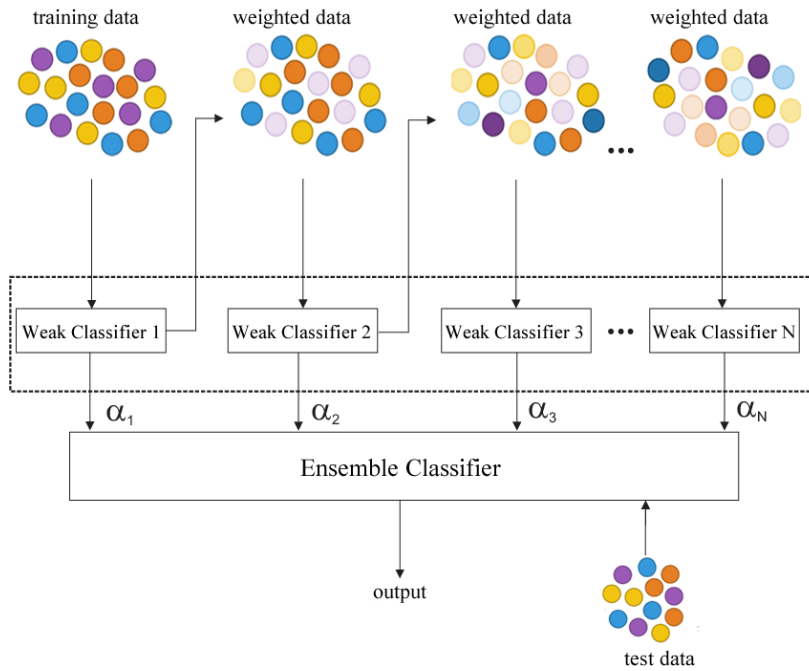 training data
weighted data
weighted data
weighted data
...
Weak Classifier 1
Weak Classifier 2
Weak Classifier 3
...
Weak Classifier N
α₁
α₂
α₃
α_N
Ensemble Classifier
output
test data